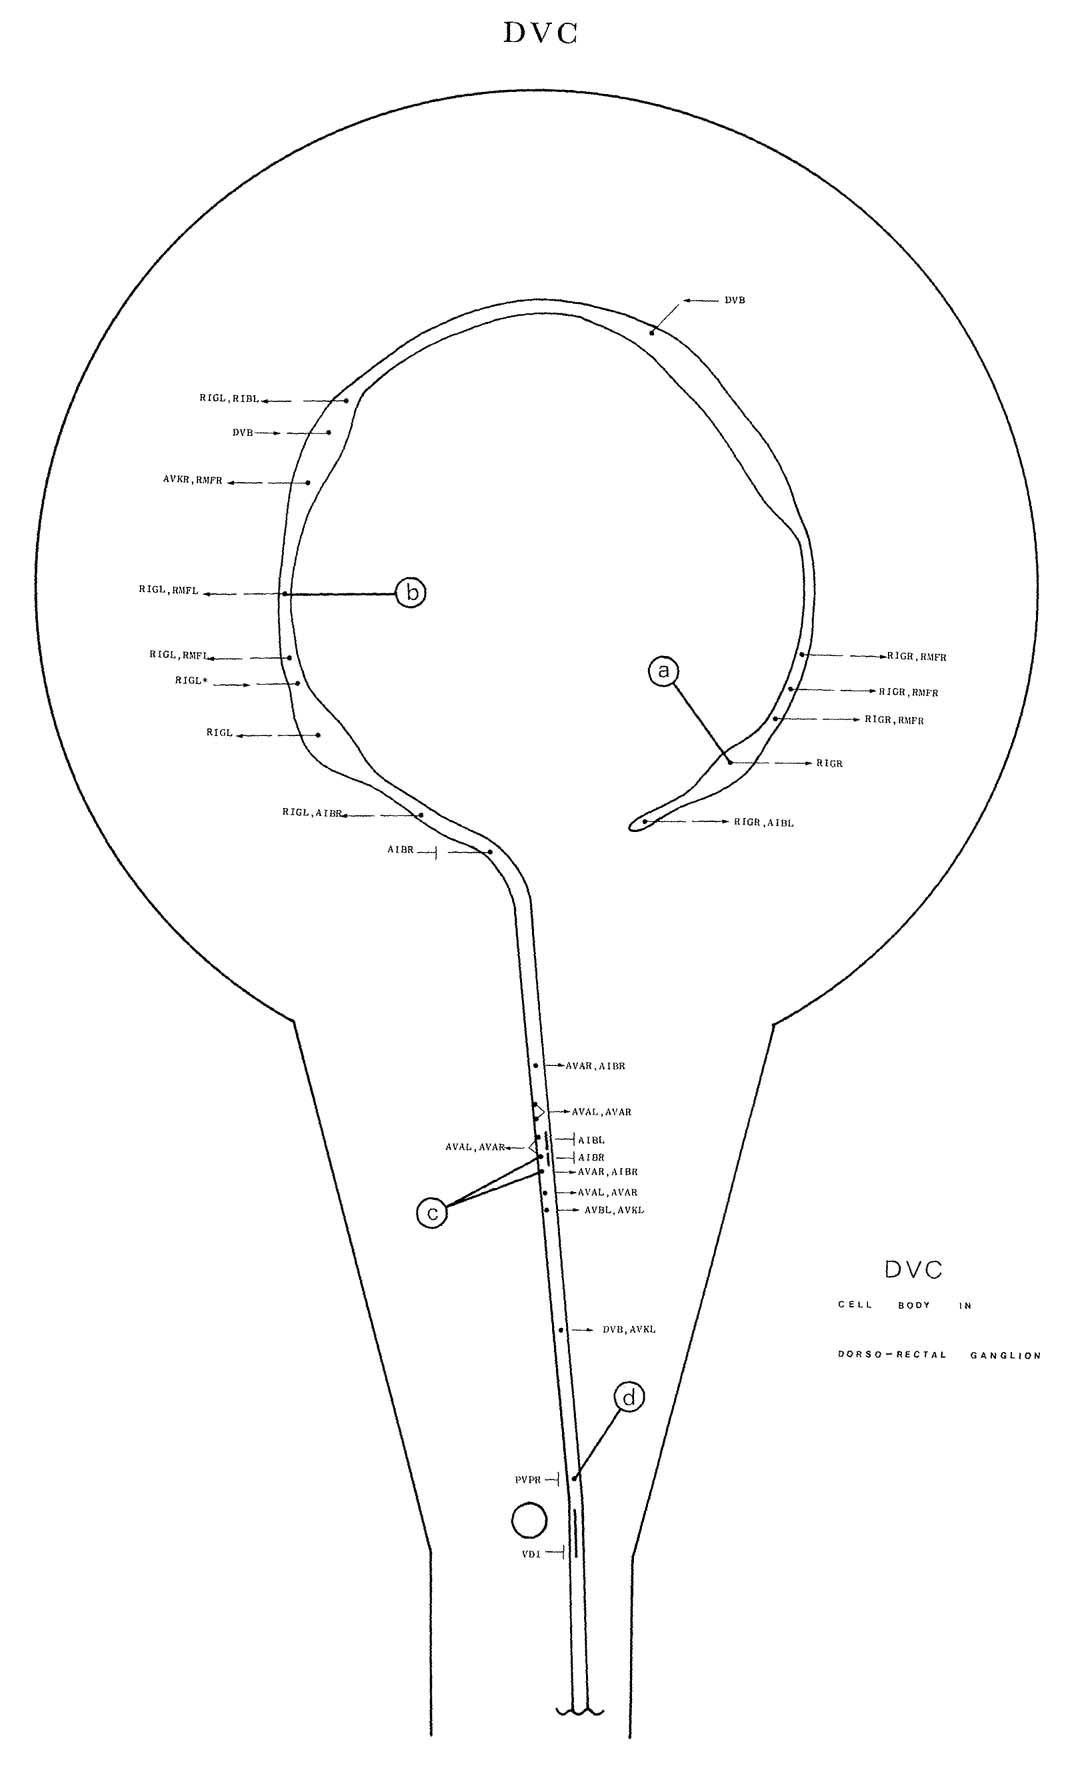 DVC
DVB
RIGL,RIBL
DVB
AVKR,RMFR
RIGL,RMFL
b
RIGL,RMFL
RIGR,RMFR
a
RIGL*
RIGR,RMFR
RIGR,RMFR
RIGL
RIGR
RIGL,AIBR
RIGR,AIBL
AIBR
AVAR,AIBR
AVAL,AVAR
AIBL
AVAL,AVAR
AIBR
AVAR,AIBR
AVAL,AVAR
c
AVBL,AVKL
DVC
CELL BODY IN
DVB,AVKL
DORSO-RECTAL GANGLION
d
PVPR
VD1